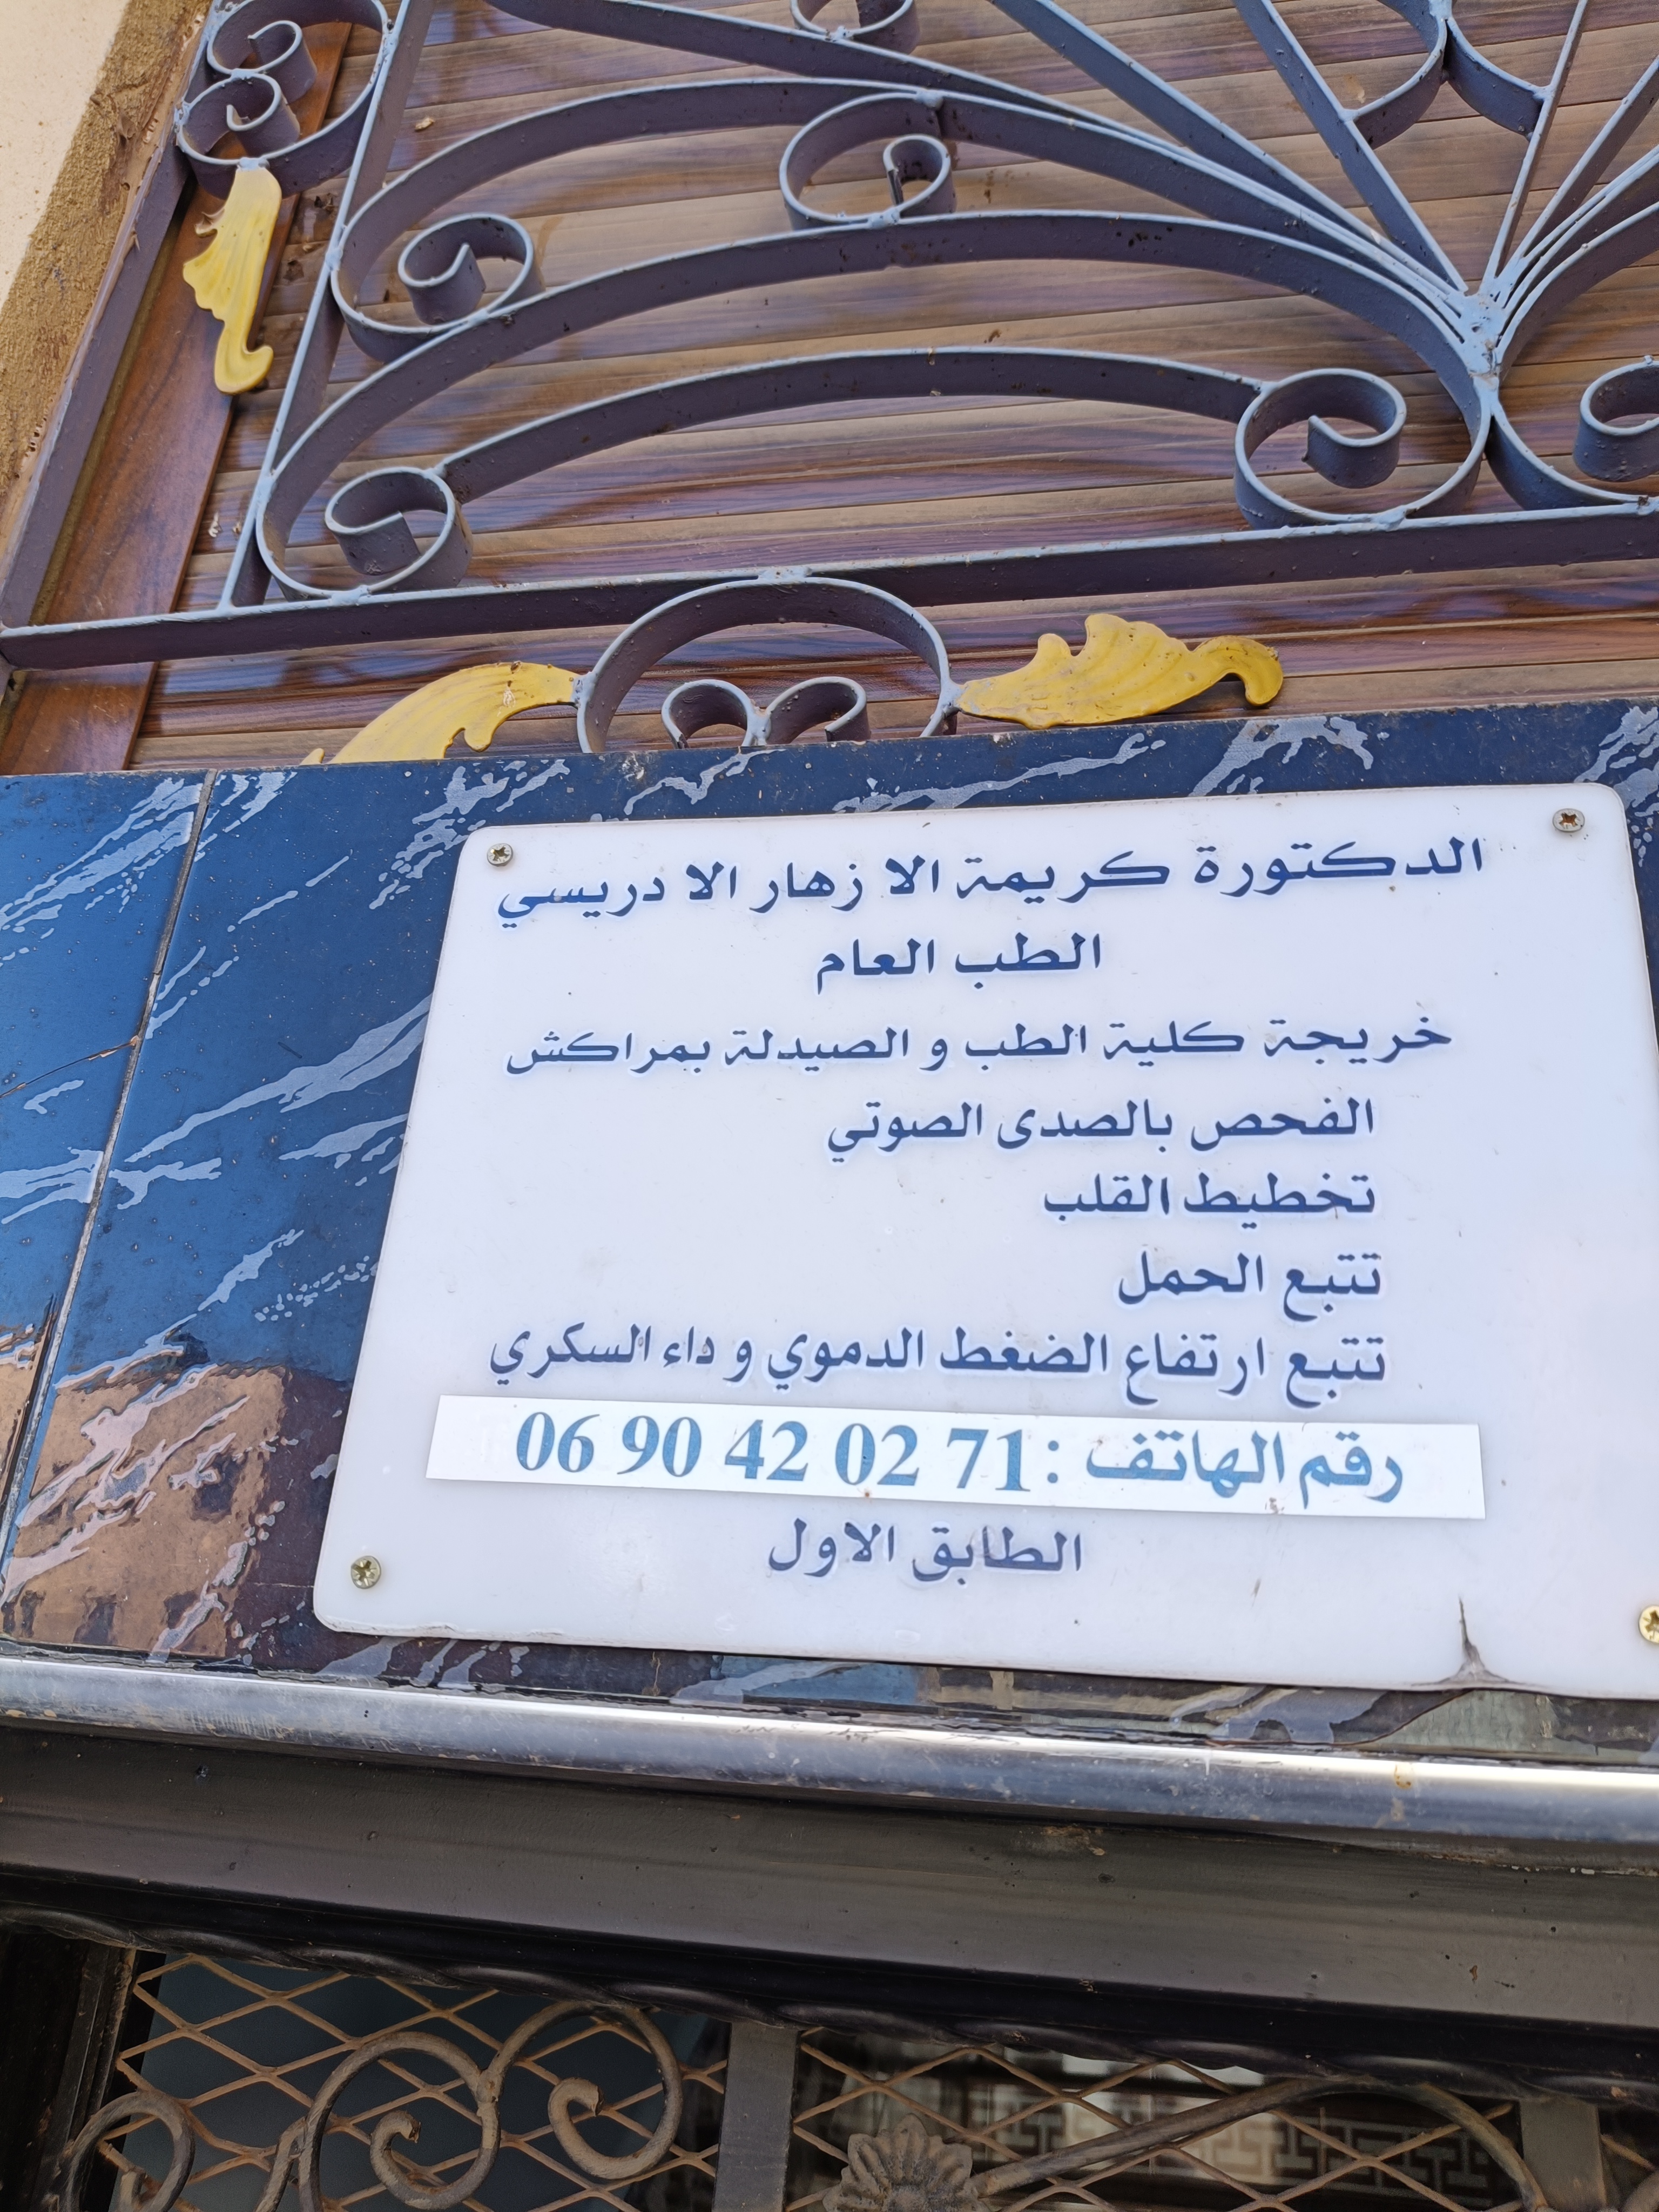 الدكتورة كريمة الا زهار الا دريسي
الطب العام
خريجة كلية الطب و الصيدلة بمراكش
الفحص بالصدى الصوتي
تخطيط القلب
تتبع الحمل
تتبع ارتفاع الضغط الدموي و داء السكري
رقم الهاتف : 06 90 42 02 71
الطابق الاول